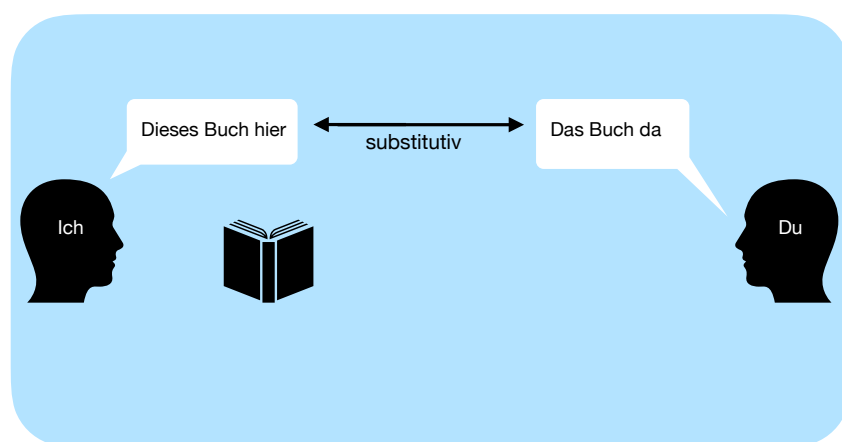 Dieses Buch hier
Das Buch da
substitutiv
Ich
Du